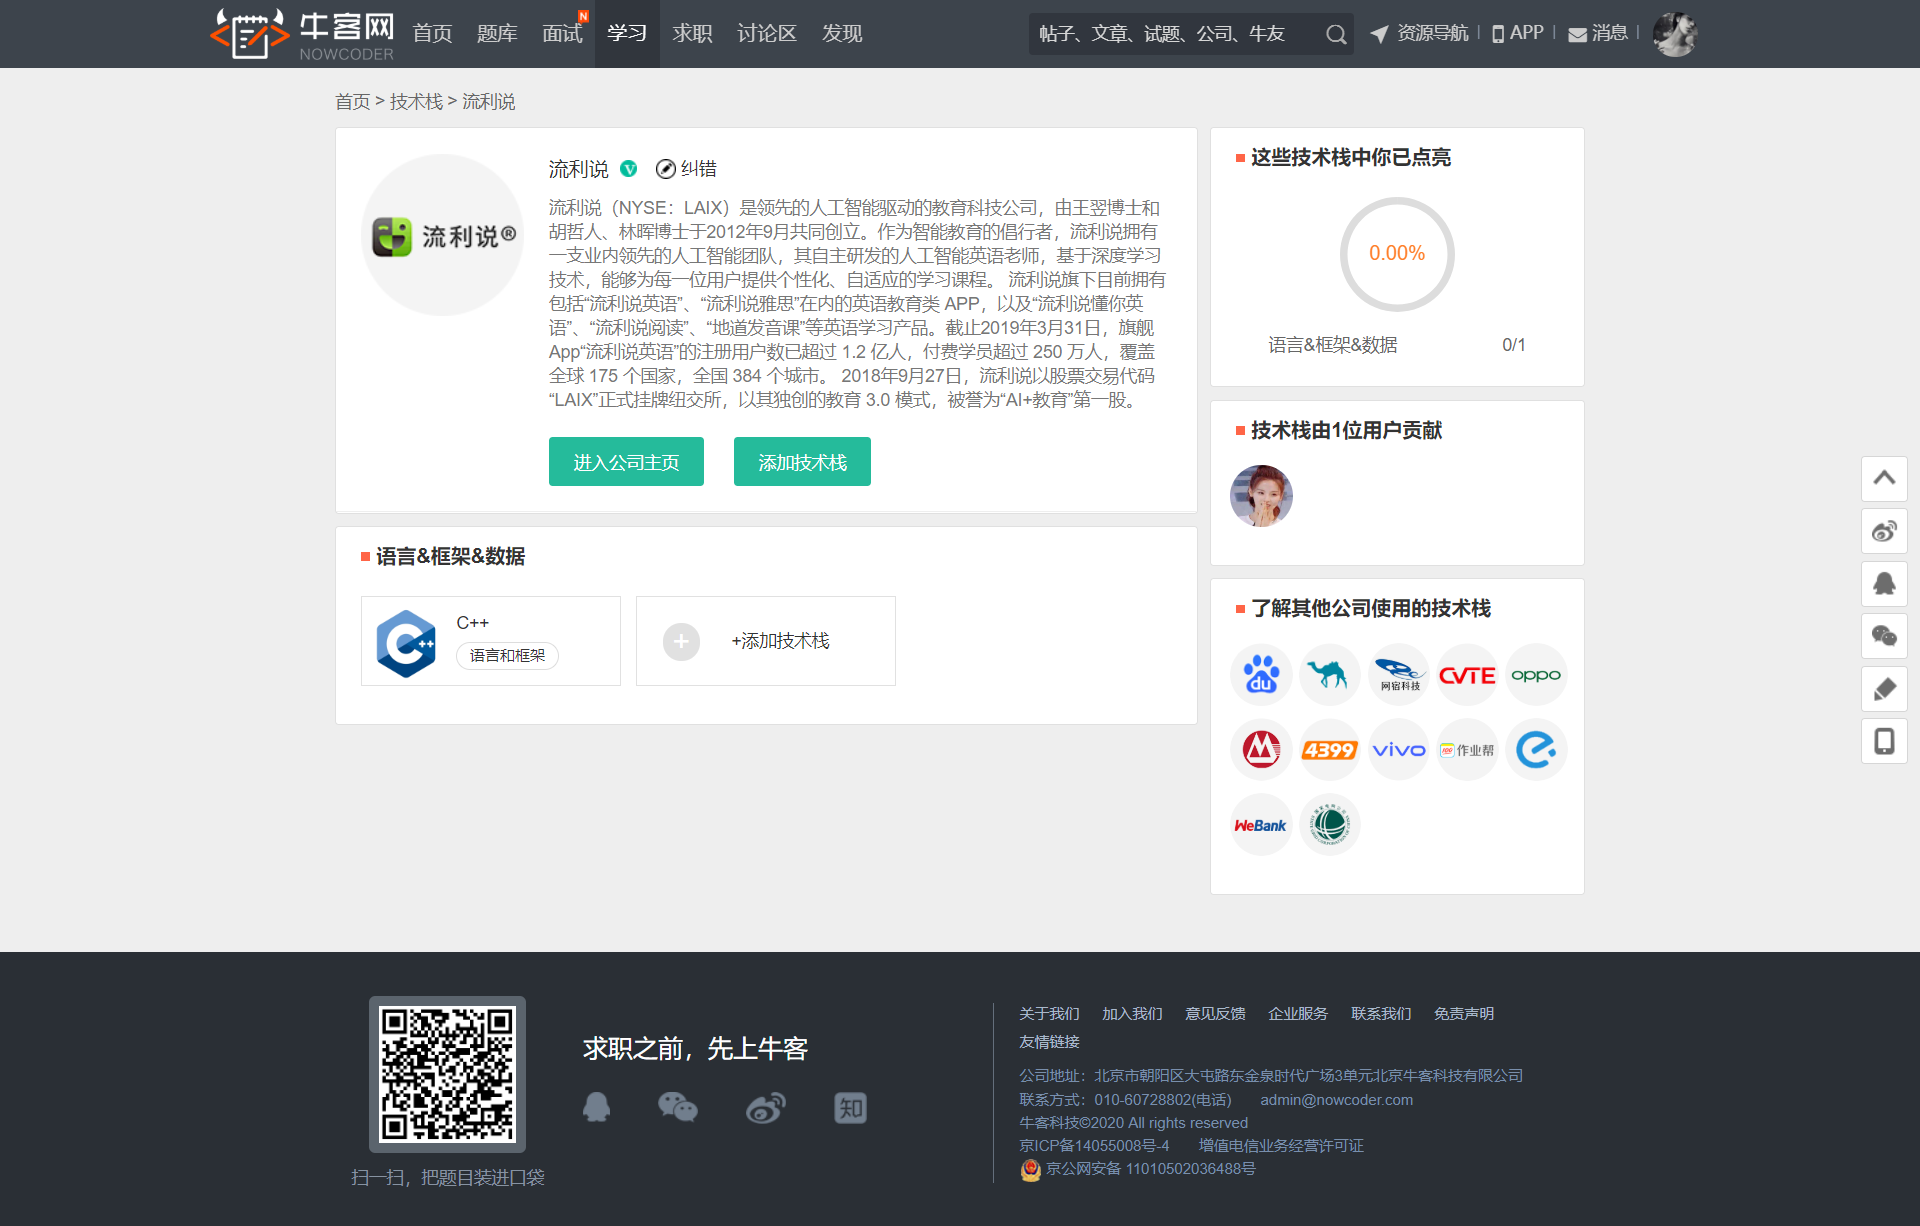 牛客网
NOWCODER
首页 题库 面试 N 学习 求职 讨论区 发现
帖子、文章、试题、公司、牛友
资源导航 APP 消息
首页 > 技术栈 > 流利说
流利说®
流利说 V 纠错
流利说（NYSE：LAIX）是领先的人工智能驱动的教育科技公司，由王翌博士和
胡哲人、林晖博士于2012年9月共同创立。作为智能教育的倡行者，流利说拥有
一支业内领先的人工智能团队，其自主研发的人工智能英语老师，基于深度学习
技术，能够为每一位用户提供个性化、自适应的学习课程。 流利说旗下目前拥有
包括“流利说英语”、“流利说雅思”在内的英语教育类 APP，以及“流利说懂你英
语”、“流利说阅读”、“地道发音课”等英语学习产品。截止2019年3月31日，旗舰
App“流利说英语”的注册用户数已超过 1.2 亿人，付费学员超过 250 万人，覆盖
全球 175 个国家，全国 384 个城市。 2018年9月27日，流利说以股票交易代码
“LAIX”正式挂牌纽交所，以其独创的教育 3.0 模式，被誉为“AI+教育”第一股。
进入公司主页 添加技术栈
语言&框架&数据
C++
语言和框架
+添加技术栈
这些技术栈中你已点亮
0.00%
语言&框架&数据 0/1
技术栈由1位用户贡献
了解其他公司使用的技术栈
du 网宿科技 CVTE oppo
4399 vivo 作业帮
WeBank
扫一扫，把题目装进口袋
求职之前，先上牛客
知
关于我们 加入我们 意见反馈 企业服务 联系我们 免责声明
友情链接
公司地址：北京市朝阳区大屯路东金泉时代广场3单元北京牛客科技有限公司
联系方式：010-60728802(电话) admin@nowcoder.com
牛客科技©2020 All rights reserved
京ICP备14055008号-4 增值电信业务经营许可证
京公网安备 11010502036488号